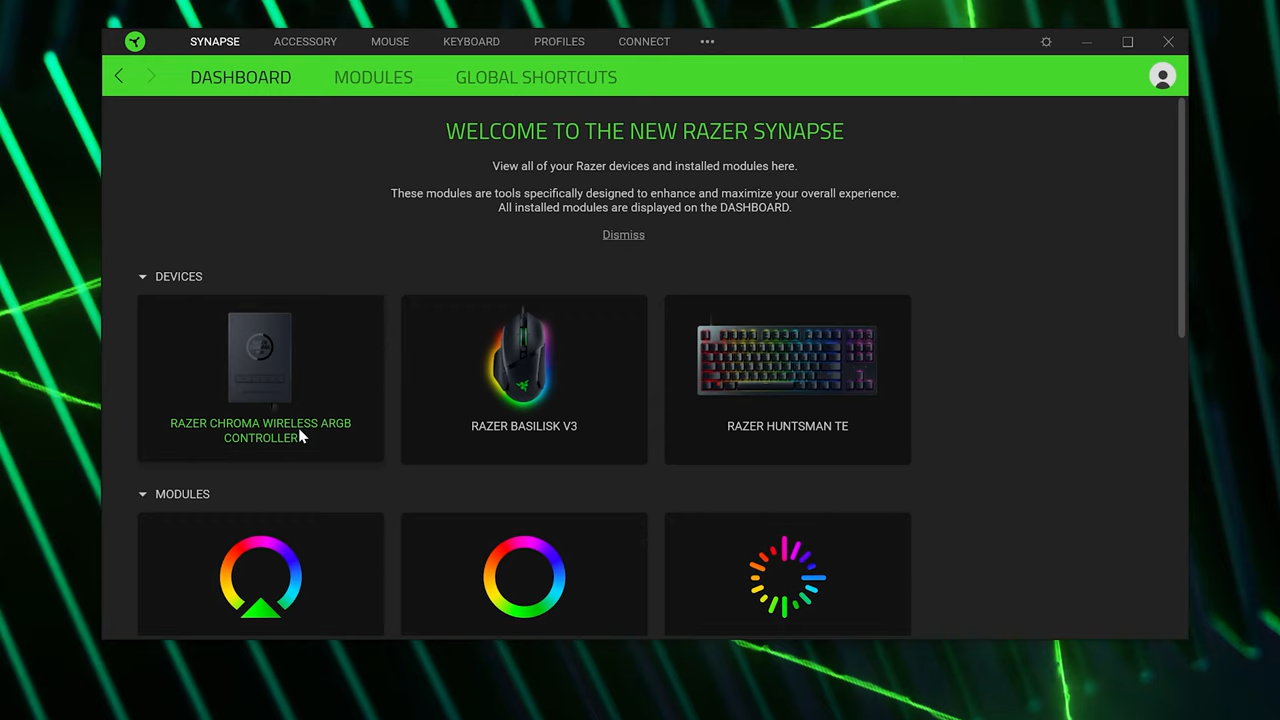 SYNAPSE ACCESSORY MOUSE KEYBOARD PROFILES CONNECT •••
DASHBOARD MODULES GLOBAL SHORTCUTS
WELCOME TO THE NEW RAZER SYNAPSE
View all of your Razer devices and installed modules here.
These modules are tools specifically designed to enhance and maximize your overall experience.
All installed modules are displayed on the DASHBOARD.
Dismiss
DEVICES
RAZER CHROMA WIRELESS ARGB
CONTROLLER
RAZER BASILISK V3
RAZER HUNTSMAN TE
MODULES